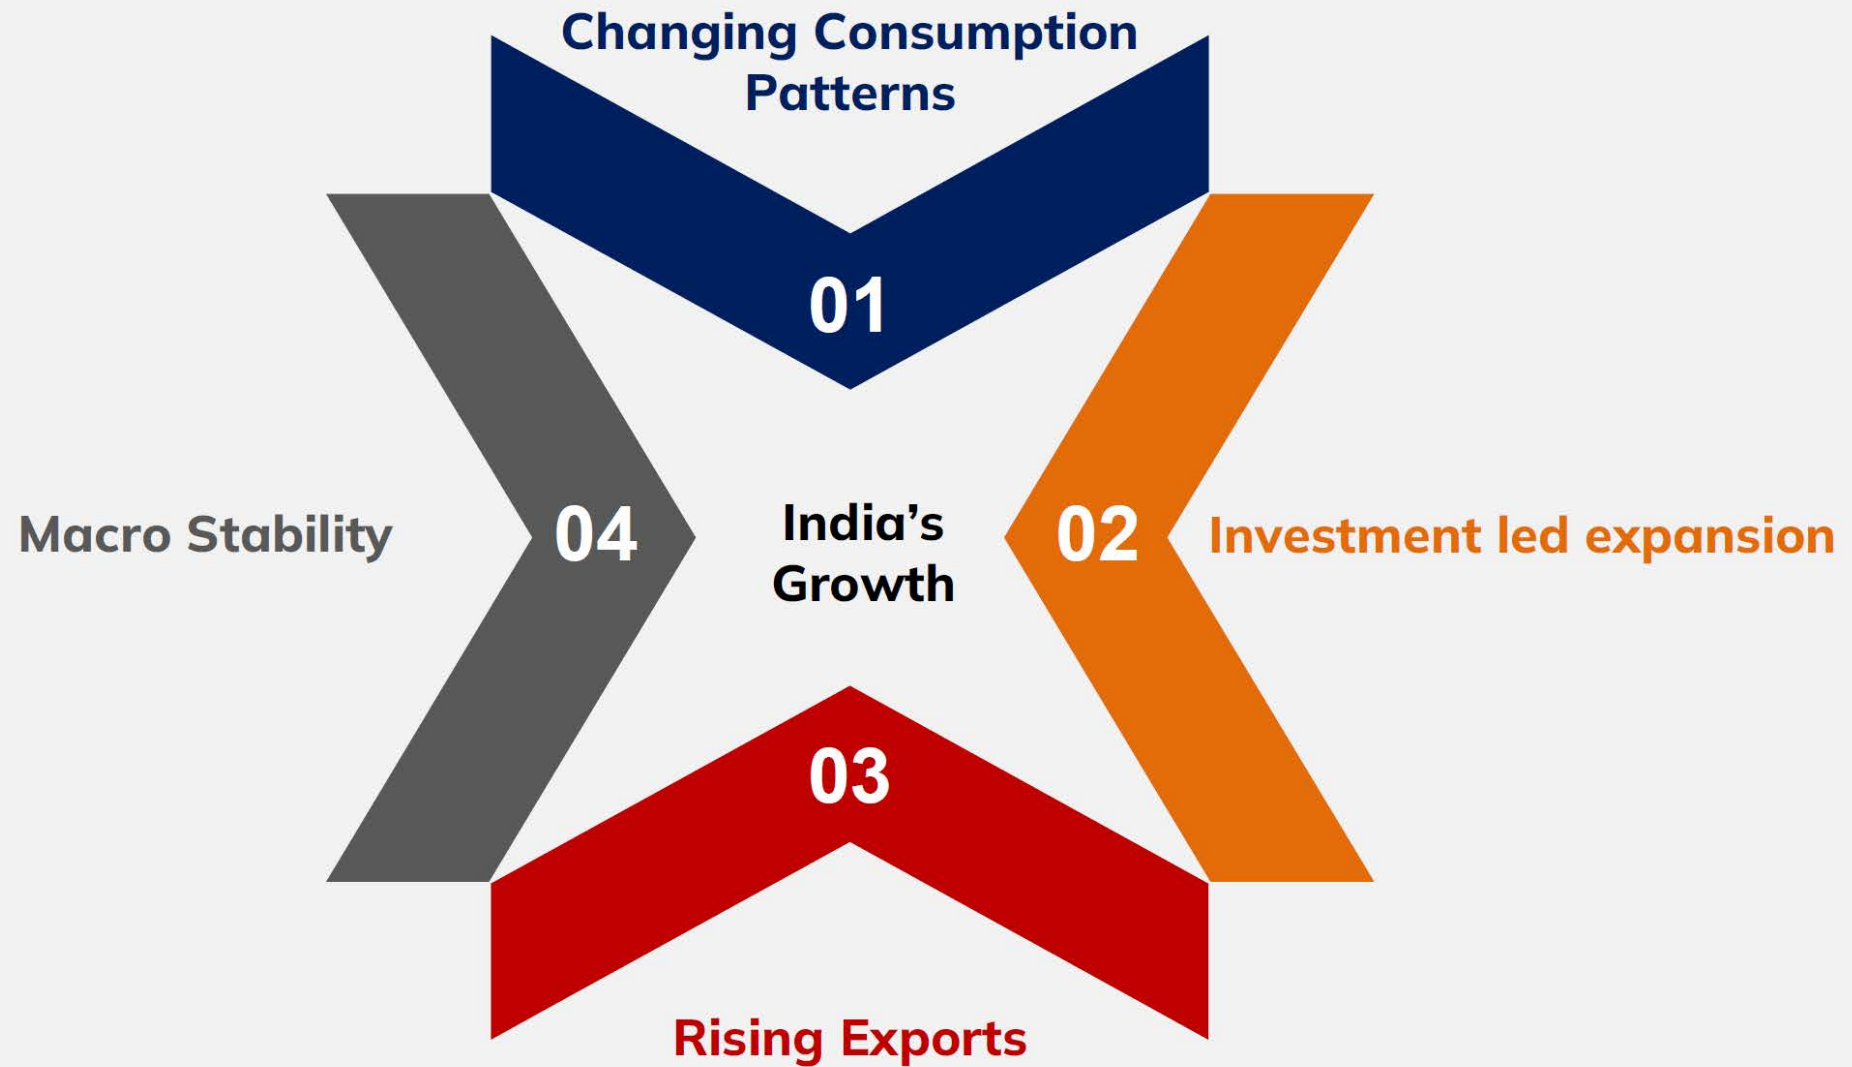 Changing Consumption
Patterns
01
Macro Stability
04
India's
Growth
02
Investment led expansion
03
Rising Exports